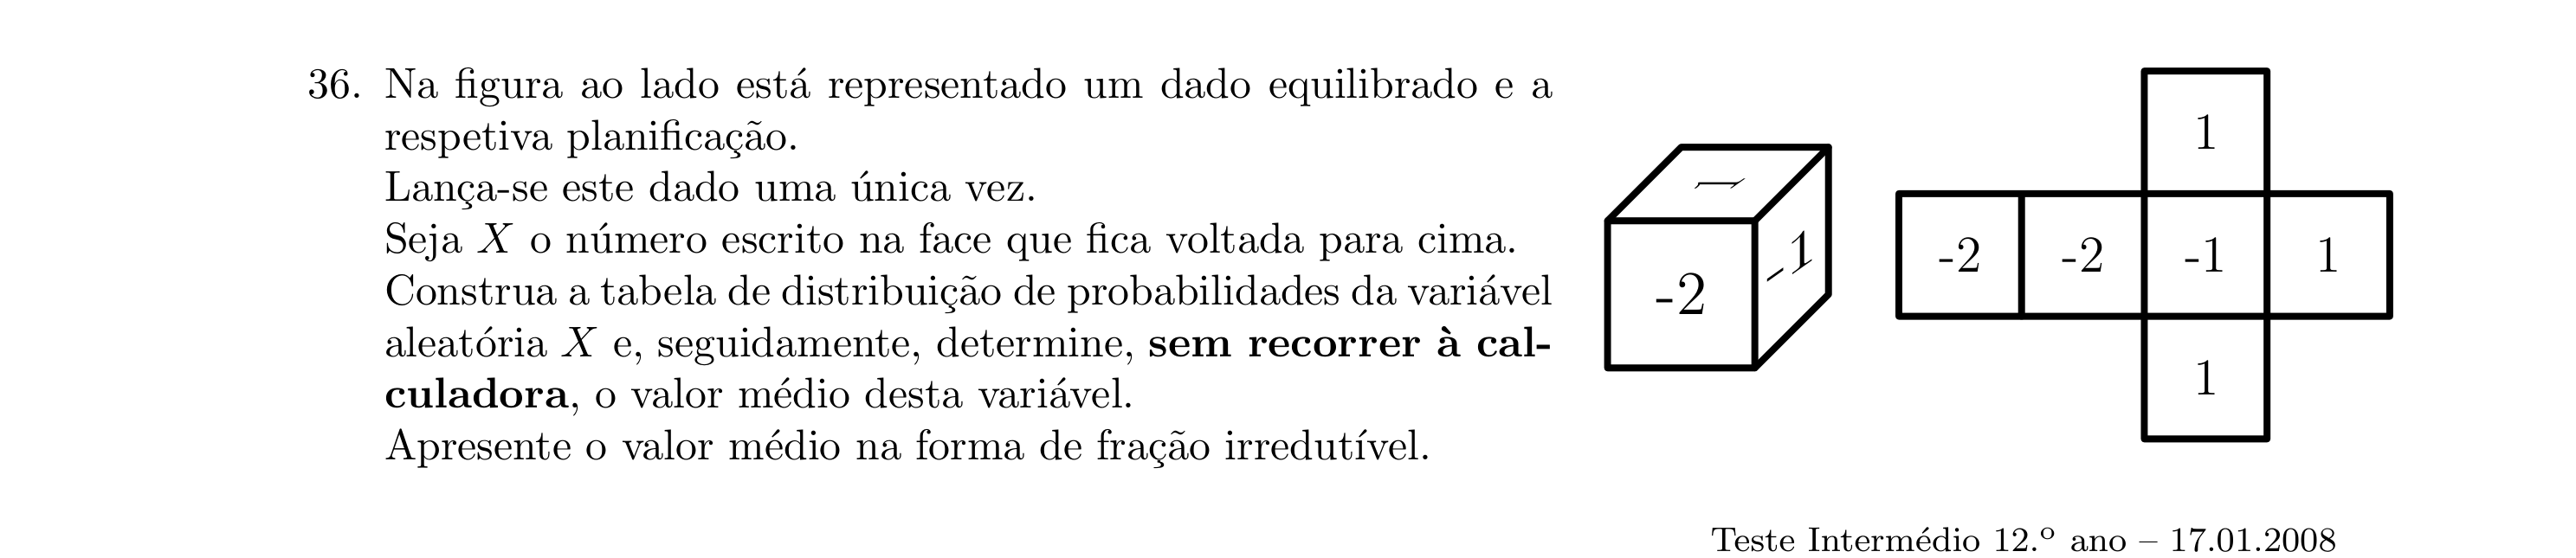 36. Na figura ao lado está representado um dado equilibrado e a
respetiva planificação.
Lança-se este dado uma única vez.
Seja X o número escrito na face que fica voltada para cima.
Construa a tabela de distribuição de probabilidades da variável
aleatória X e, seguidamente, determine, sem recorrer à cal-
culadora, o valor médio desta variável.
Apresente o valor médio na forma de fração irredutível.
1
-2
-1
1
-2 -2 -1 1
1
Teste Intermédio 12.º ano – 17.01.2008